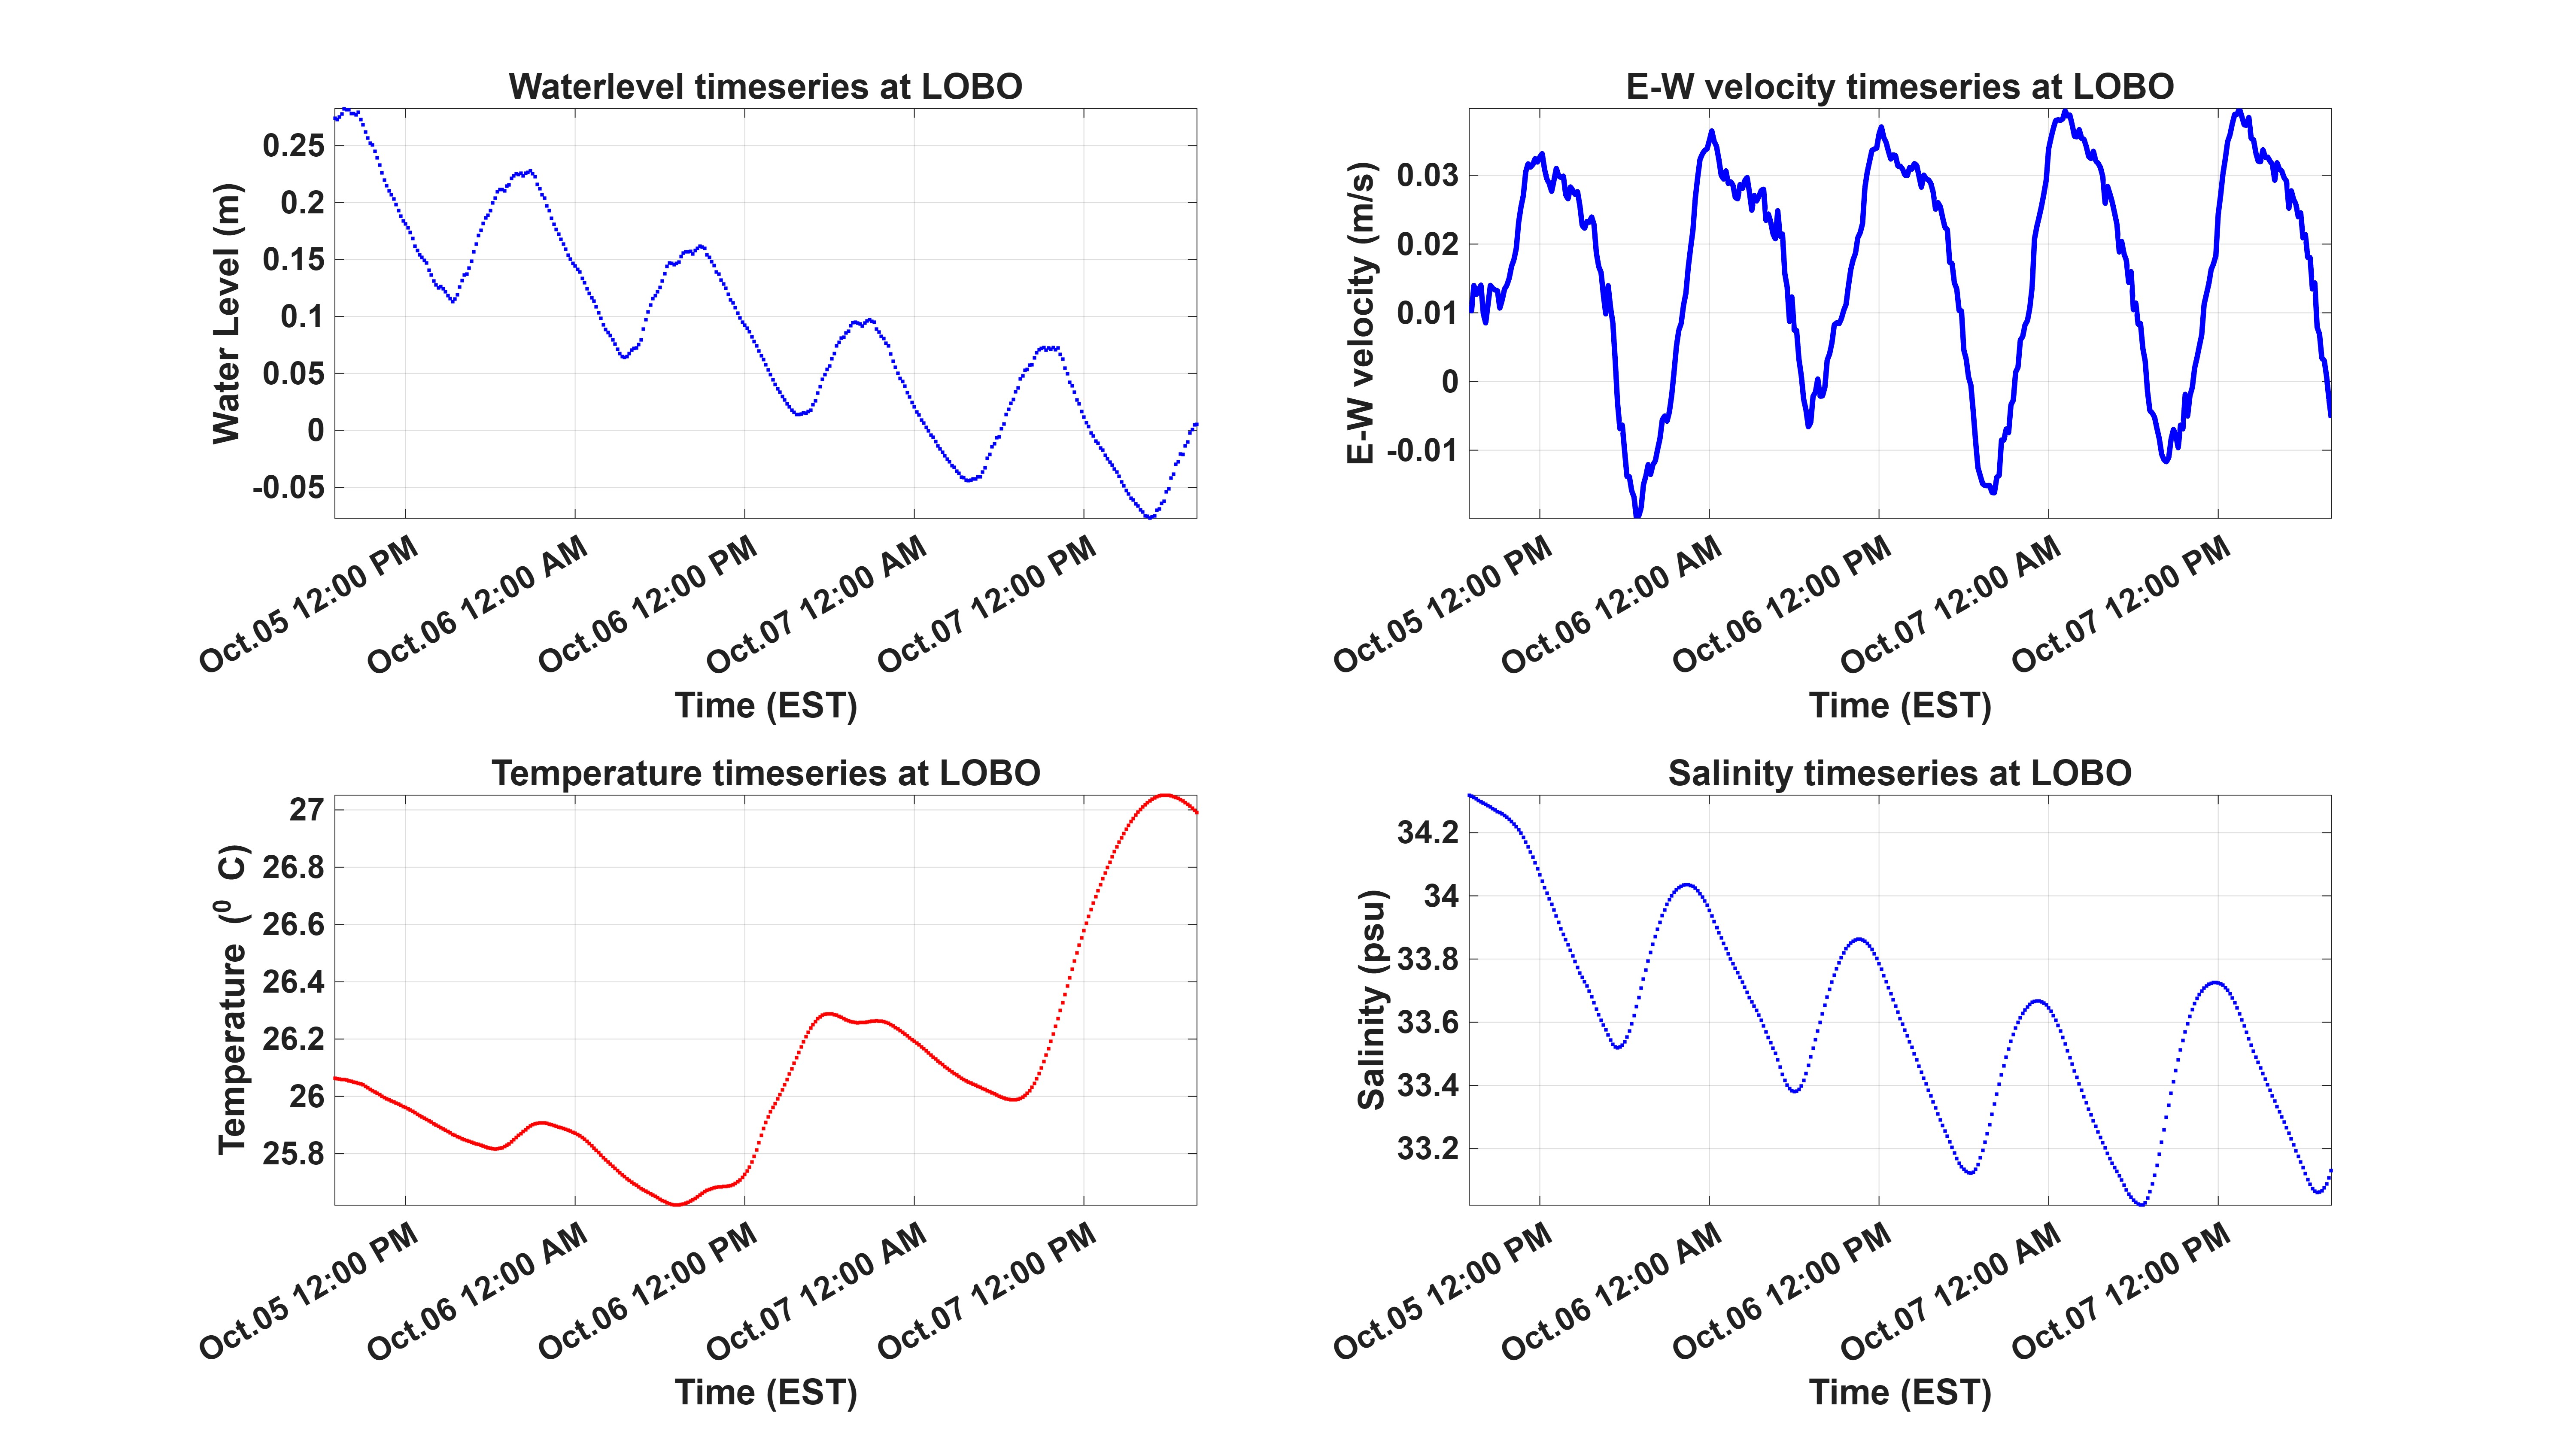 Waterlevel timeseries at LOBO
Water Level (m)
0.25
0.2
0.15
0.1
0.05
0
-0.05
Oct.05 12:00 PM
Oct.06 12:00 AM
Oct.06 12:00 PM
Oct.07 12:00 AM
Oct.07 12:00 PM
Time (EST)
E-W velocity timeseries at LOBO
E-W velocity (m/s)
0.03
0.02
0.01
0
-0.01
Oct.05 12:00 PM
Oct.06 12:00 AM
Oct.06 12:00 PM
Oct.07 12:00 AM
Oct.07 12:00 PM
Time (EST)
Temperature timeseries at LOBO
Temperature (⁰ C)
27
26.8
26.6
26.4
26.2
26
25.8
Oct.05 12:00 PM
Oct.06 12:00 AM
Oct.06 12:00 PM
Oct.07 12:00 AM
Oct.07 12:00 PM
Time (EST)
Salinity timeseries at LOBO
Salinity (psu)
34.2
34
33.8
33.6
33.4
33.2
Oct.05 12:00 PM
Oct.06 12:00 AM
Oct.06 12:00 PM
Oct.07 12:00 AM
Oct.07 12:00 PM
Time (EST)